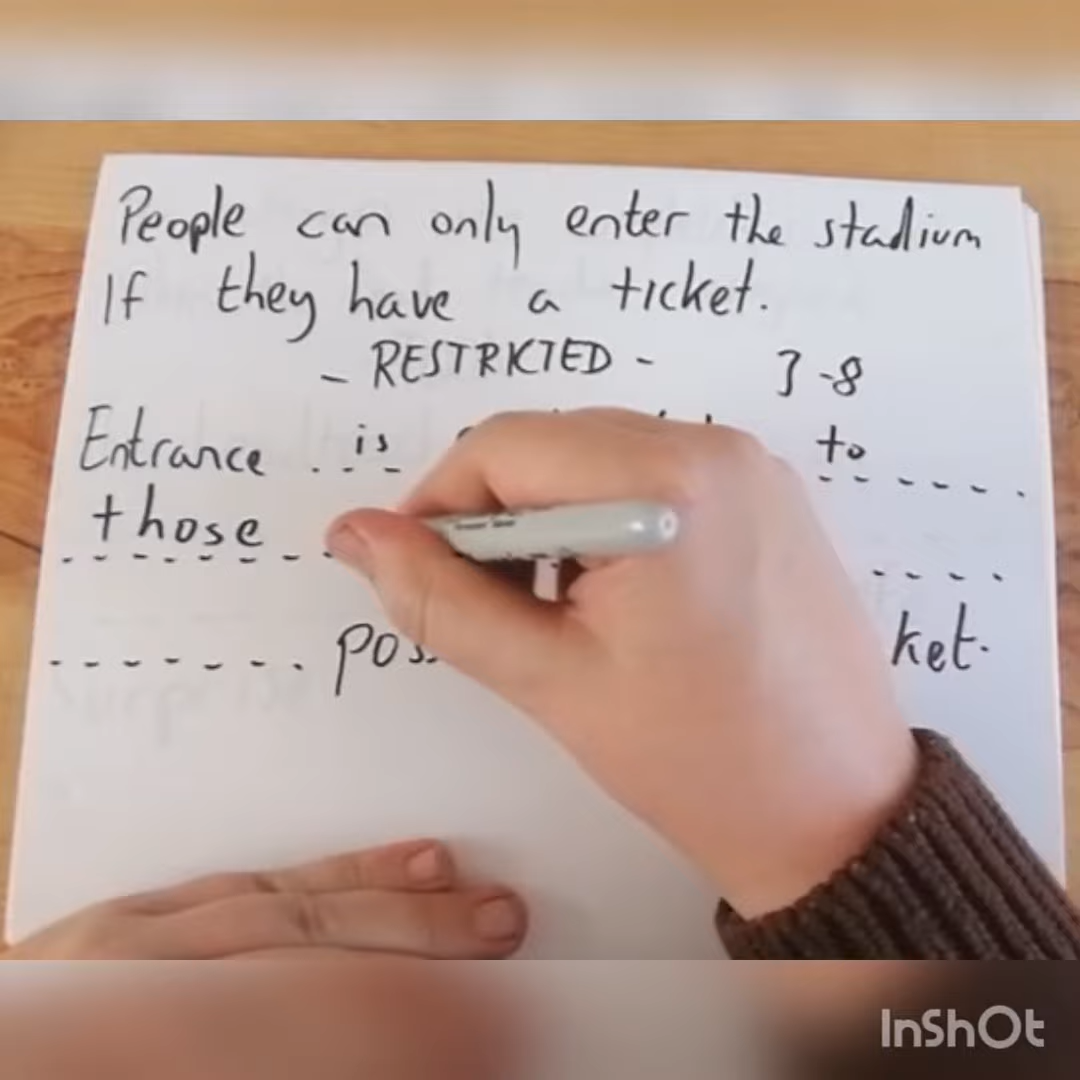 People can only enter the stadium
If they have a ticket.
- RESTRICTED - 3-8
Entrance is to
those
ket.
InShOt